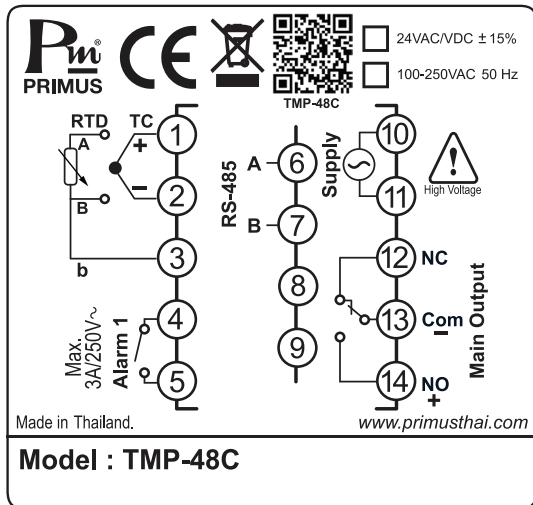 Pm®
PRIMUS
CE
TMP-48C
24VAC/VDC ± 15%
100-250VAC 50 Hz
RTD TC
A
+
1
−
2
B
b
3
4
5
Max.
3A/250V~
Alarm 1
RS-485
A
6
B
7
8
9
Supply
10
11
High Voltage
12 NC
13 Com
−
14 NO
+
Main Output
Made in Thailand.
www.primusthai.com
Model : TMP-48C